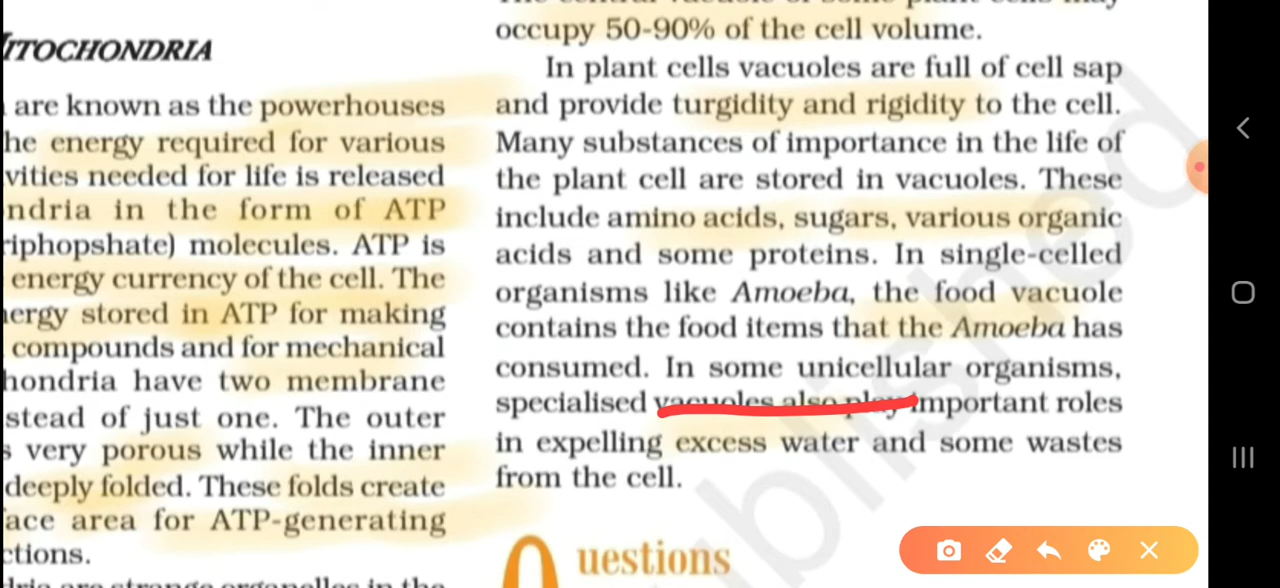 ITOCHONDRIA
are known as the powerhouses
he energy required for various
vities needed for life is released
ndria in the form of ATP
riphopshate) molecules. ATP is
energy currency of the cell. The
ergy stored in ATP for making
compounds and for mechanical
hondria have two membrane
stead of just one. The outer
s very porous while the inner
deeply folded. These folds create
ace area for ATP-generating
ctions.
occupy 50-90% of the cell volume.
In plant cells vacuoles are full of cell sap
and provide turgidity and rigidity to the cell.
Many substances of importance in the life of
the plant cell are stored in vacuoles. These
include amino acids, sugars, various organic
acids and some proteins. In single-celled
organisms like Amoeba, the food vacuole
contains the food items that the Amoeba has
consumed. In some unicellular organisms,
specialised vacuoles also play important roles
in expelling excess water and some wastes
from the cell.
Questions